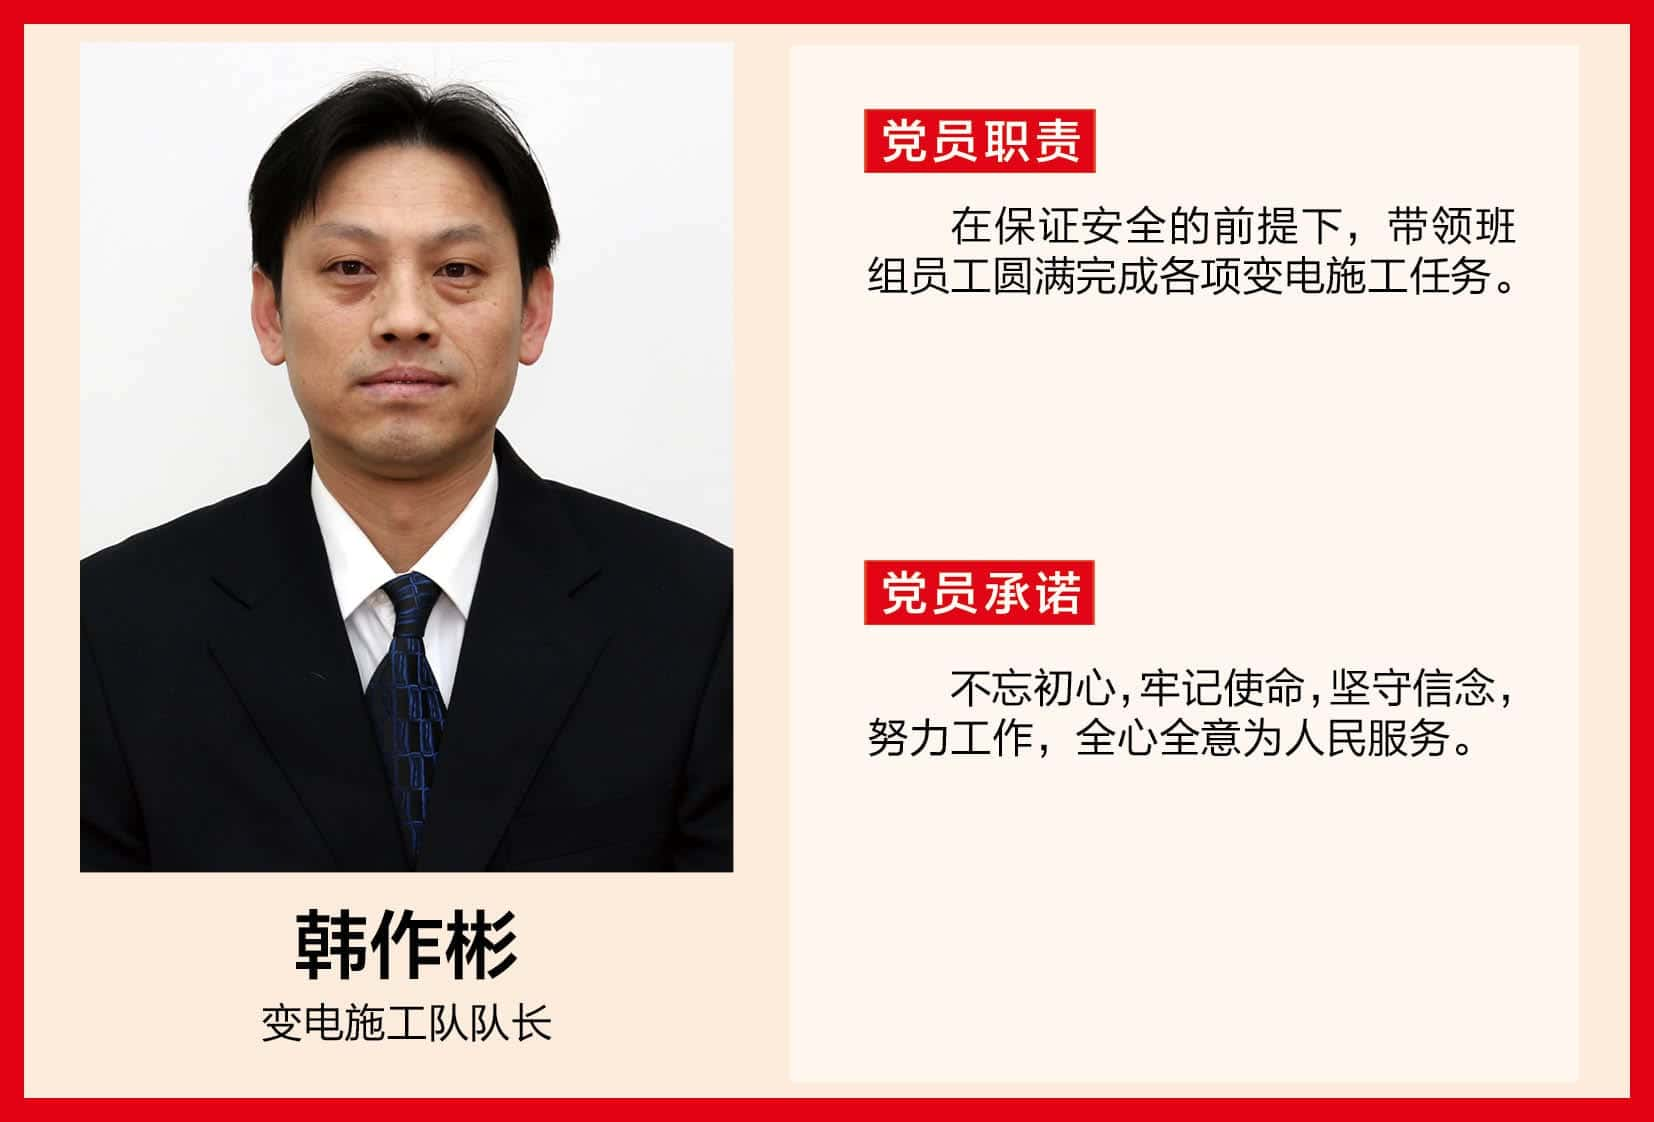 党员职责
在保证安全的前提下，带领班
组员工圆满完成各项变电施工任务。
党员承诺
不忘初心，牢记使命，坚守信念，
努力工作，全心全意为人民服务。
韩作彬
变电施工队队长